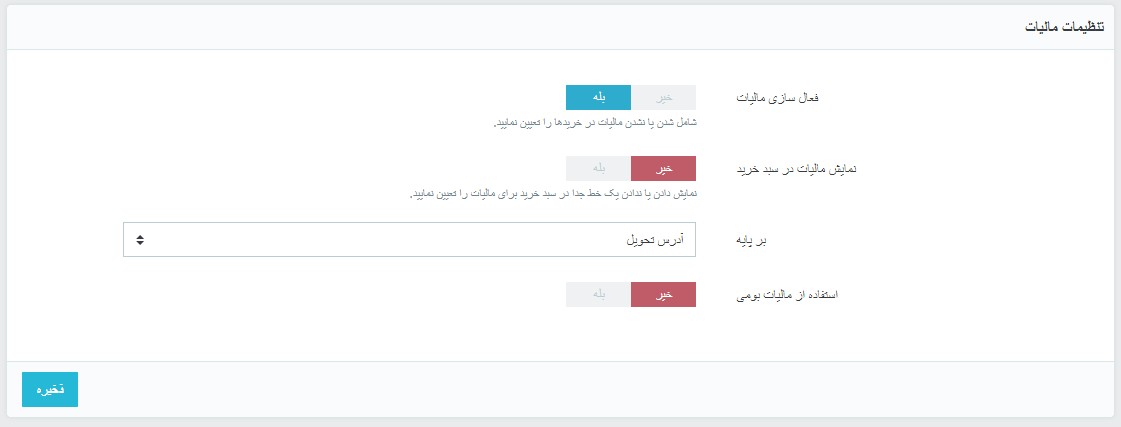 تنظیمات مالیات
فعال سازی مالیات
خیر بله
شامل شدن یا نشدن مالیات در خریدها را تعیین نمایید.
نمایش مالیات در سبد خرید
خیر بله
نمایش دادن یا ندادن یک خط جدا در سبد خرید برای مالیات را تعیین نمایید.
بر پایه
آدرس تحویل
استفاده از مالیات بومی
خیر بله
ذخیره